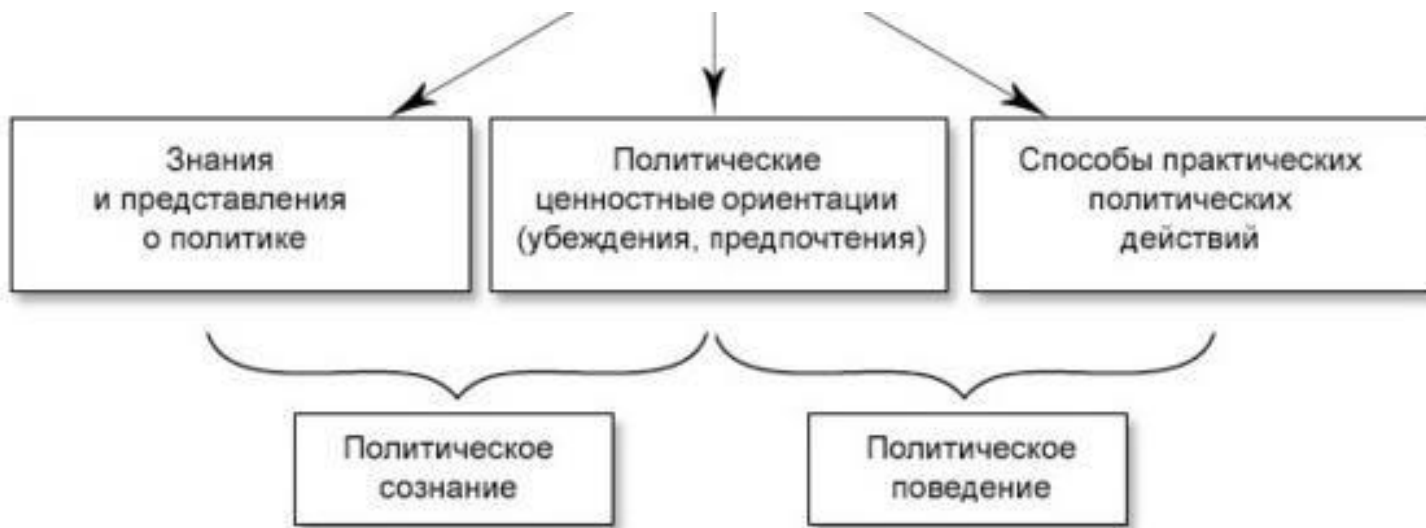 Знания
и представления
о политике
Политические
ценностные ориентации
(убеждения, предпочтения)
Способы практических
политических
действий
Политическое
сознание
Политическое
поведение